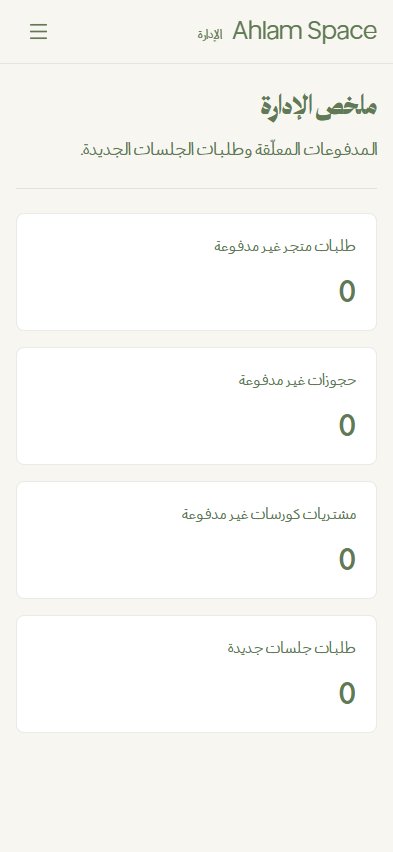 Ahlam Space الإدارة
ملخص الإدارة
المدفوعات المعلّقة وطلبات الجلسات الجديدة.
طلبات متجر غير مدفوعة
0
حجوزات غير مدفوعة
0
مشتريات كورسات غير مدفوعة
0
طلبات جلسات جديدة
0